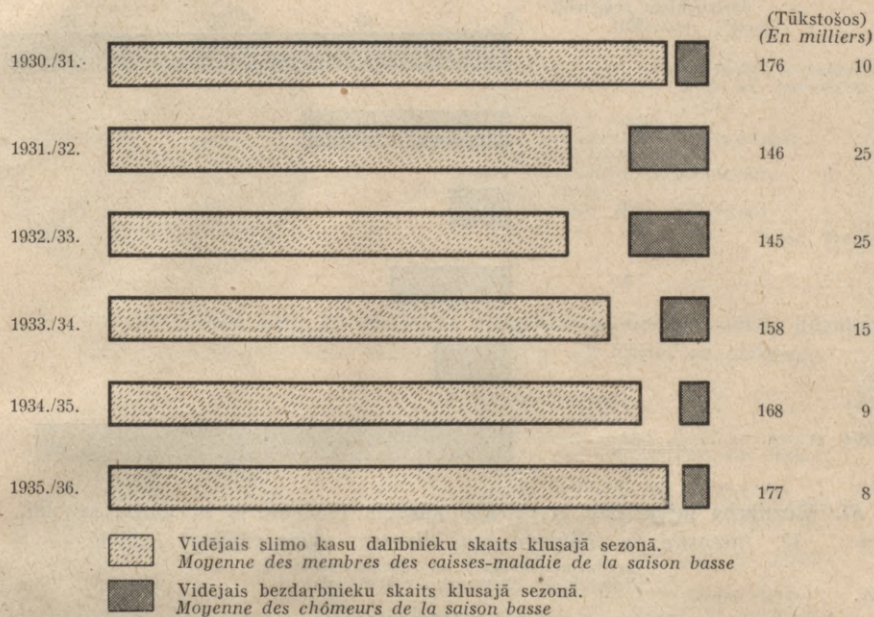 (Tūkstošos)
(En milliers)
1930./31. 176 10
1931./32. 146 25
1932./33. 145 25
1933./34. 158 15
1934./35. 168 9
1935./36. 177 8
Vidējais slimo kasu dalībnieku skaits klusajā sezonā.
Moyenne des membres des caisses-maladie de la saison basse
Vidējais bezdarbnieku skaits klusajā sezonā.
Moyenne des chômeurs de la saison basse